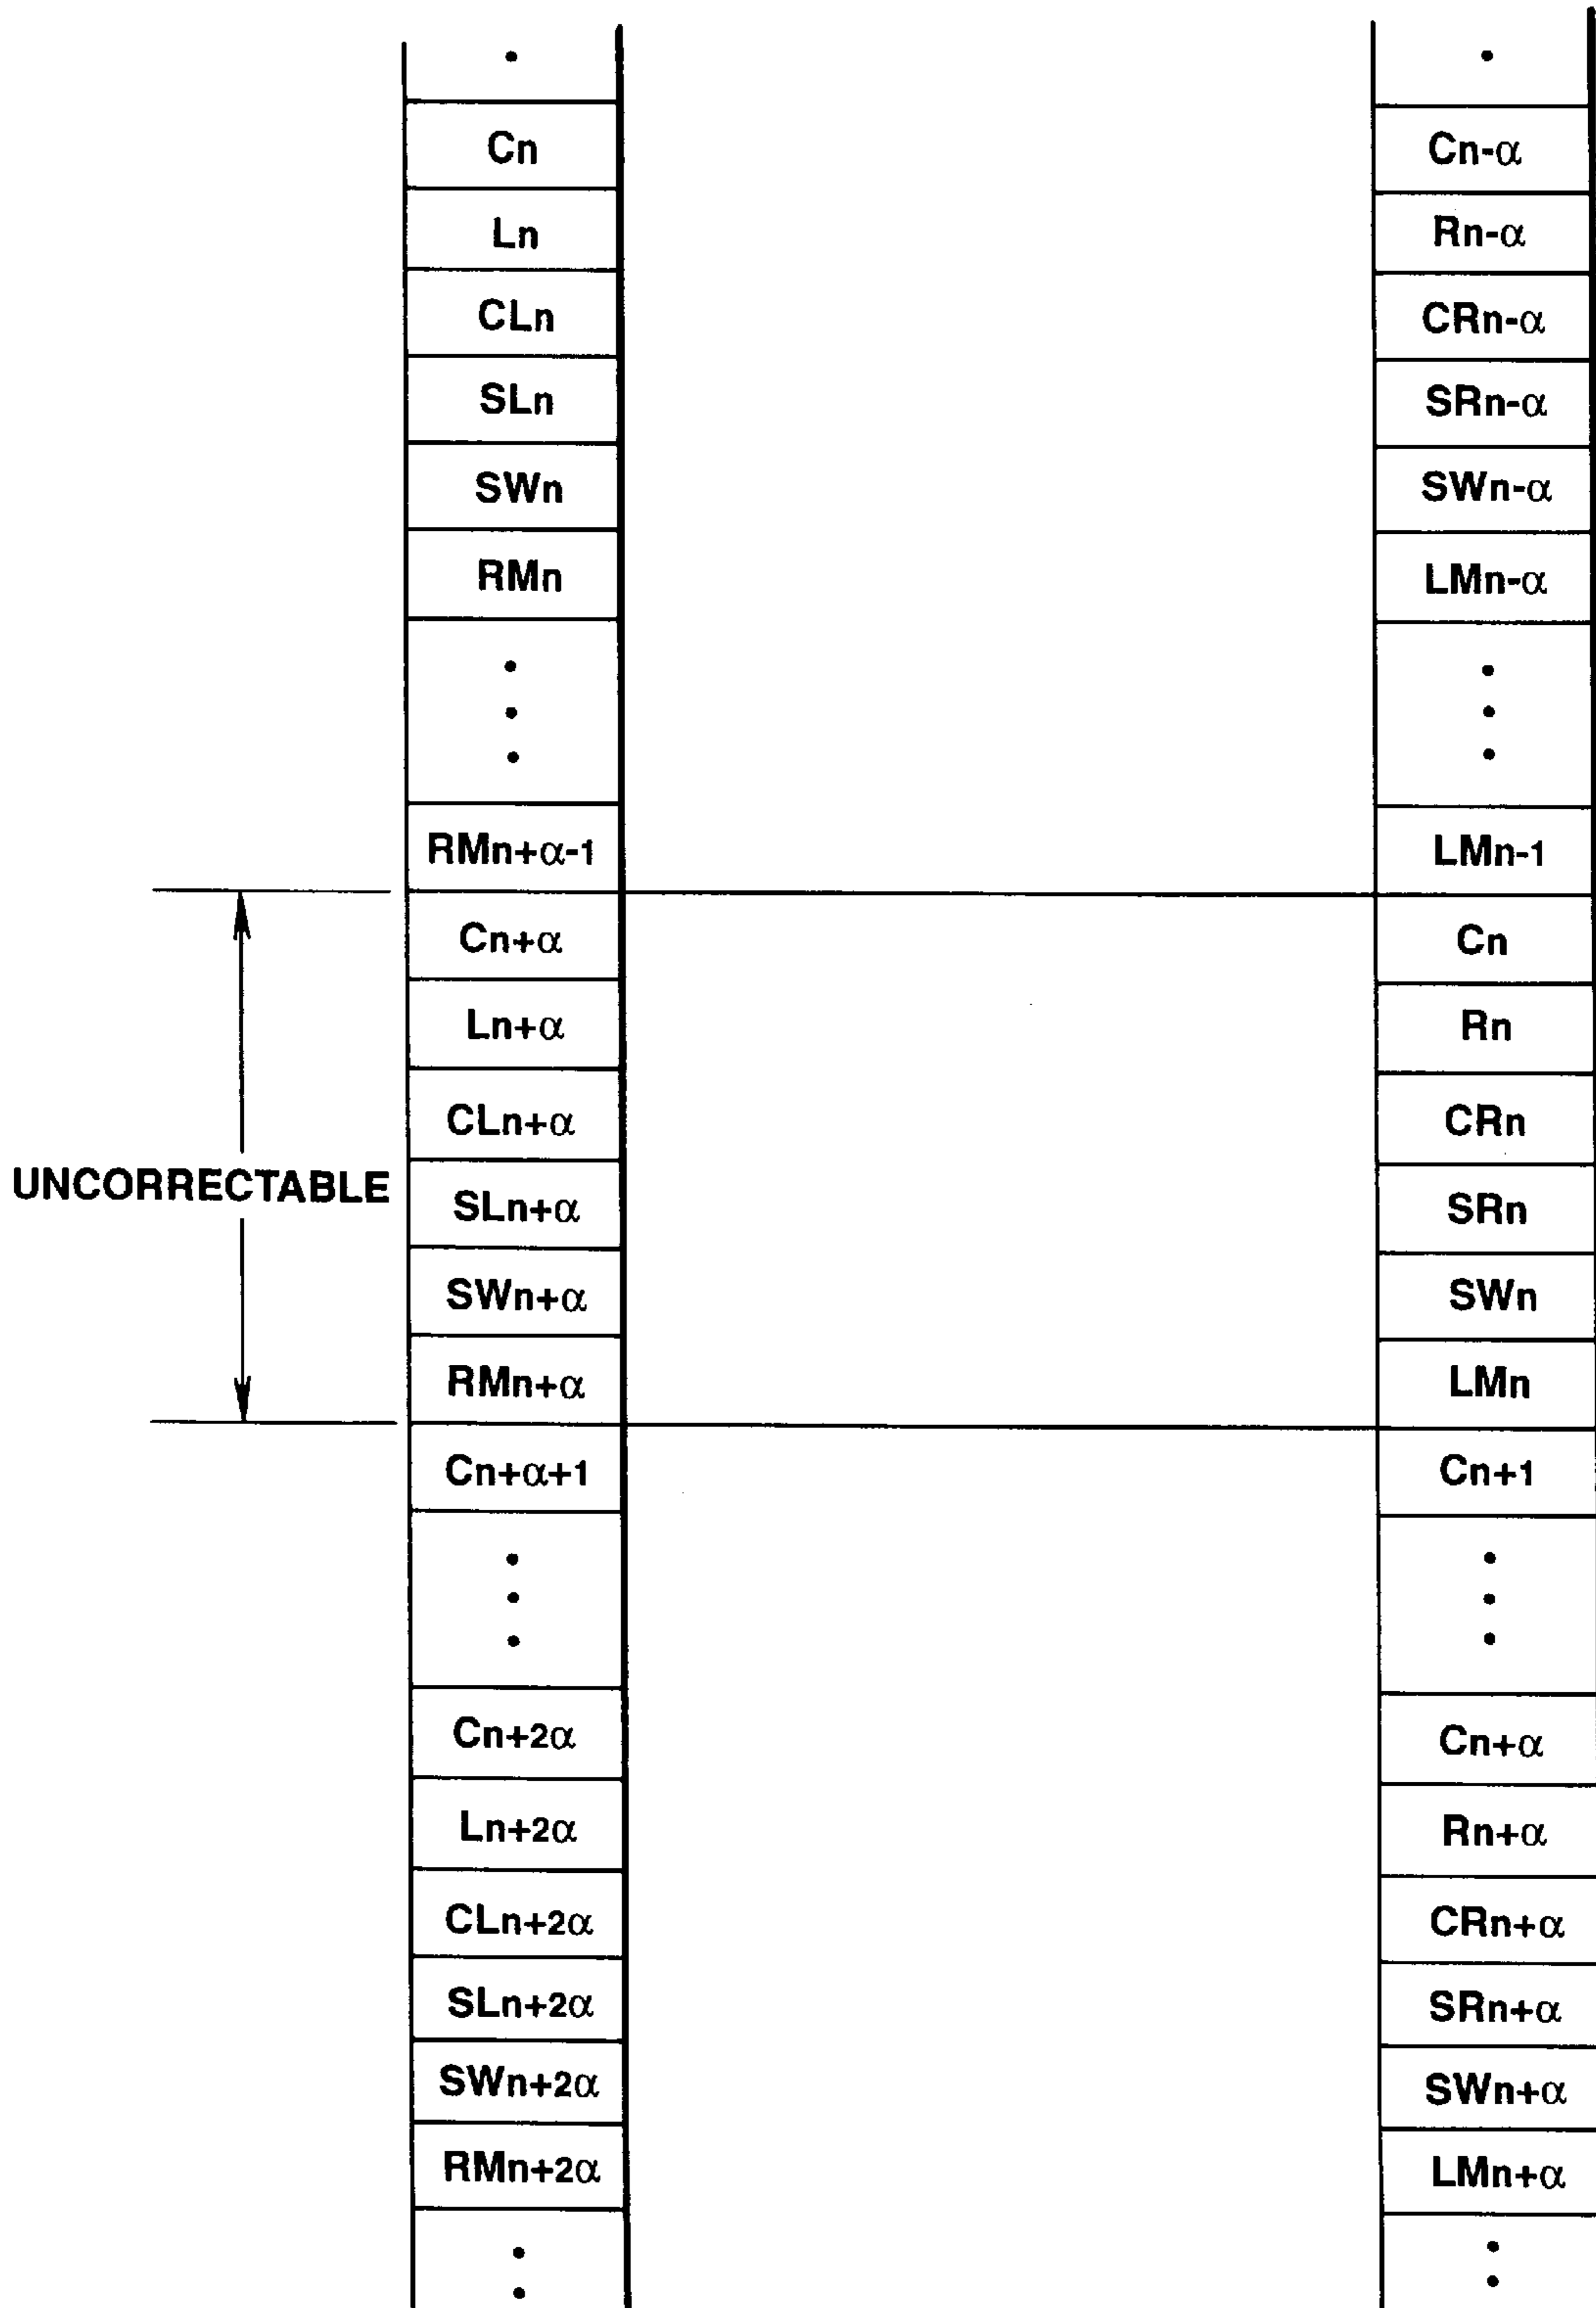 Cn
Ln
CLn
SLn
SWn
RMn
RMn+α-1
Cn+α
Ln+α
CLn+α
SLn+α
SWn+α
RMn+α
Cn+α+1
Cn+2α
Ln+2α
CLn+2α
SLn+2α
SWn+2α
RMn+2α
UNCORRECTABLE
Cn-α
Rn-α
CRn-α
SRn-α
SWn-α
LMn-α
LMn-1
Cn
Rn
CRn
SRn
SWn
LMn
Cn+1
Cn+α
Rn+α
CRn+α
SRn+α
SWn+α
LMn+α